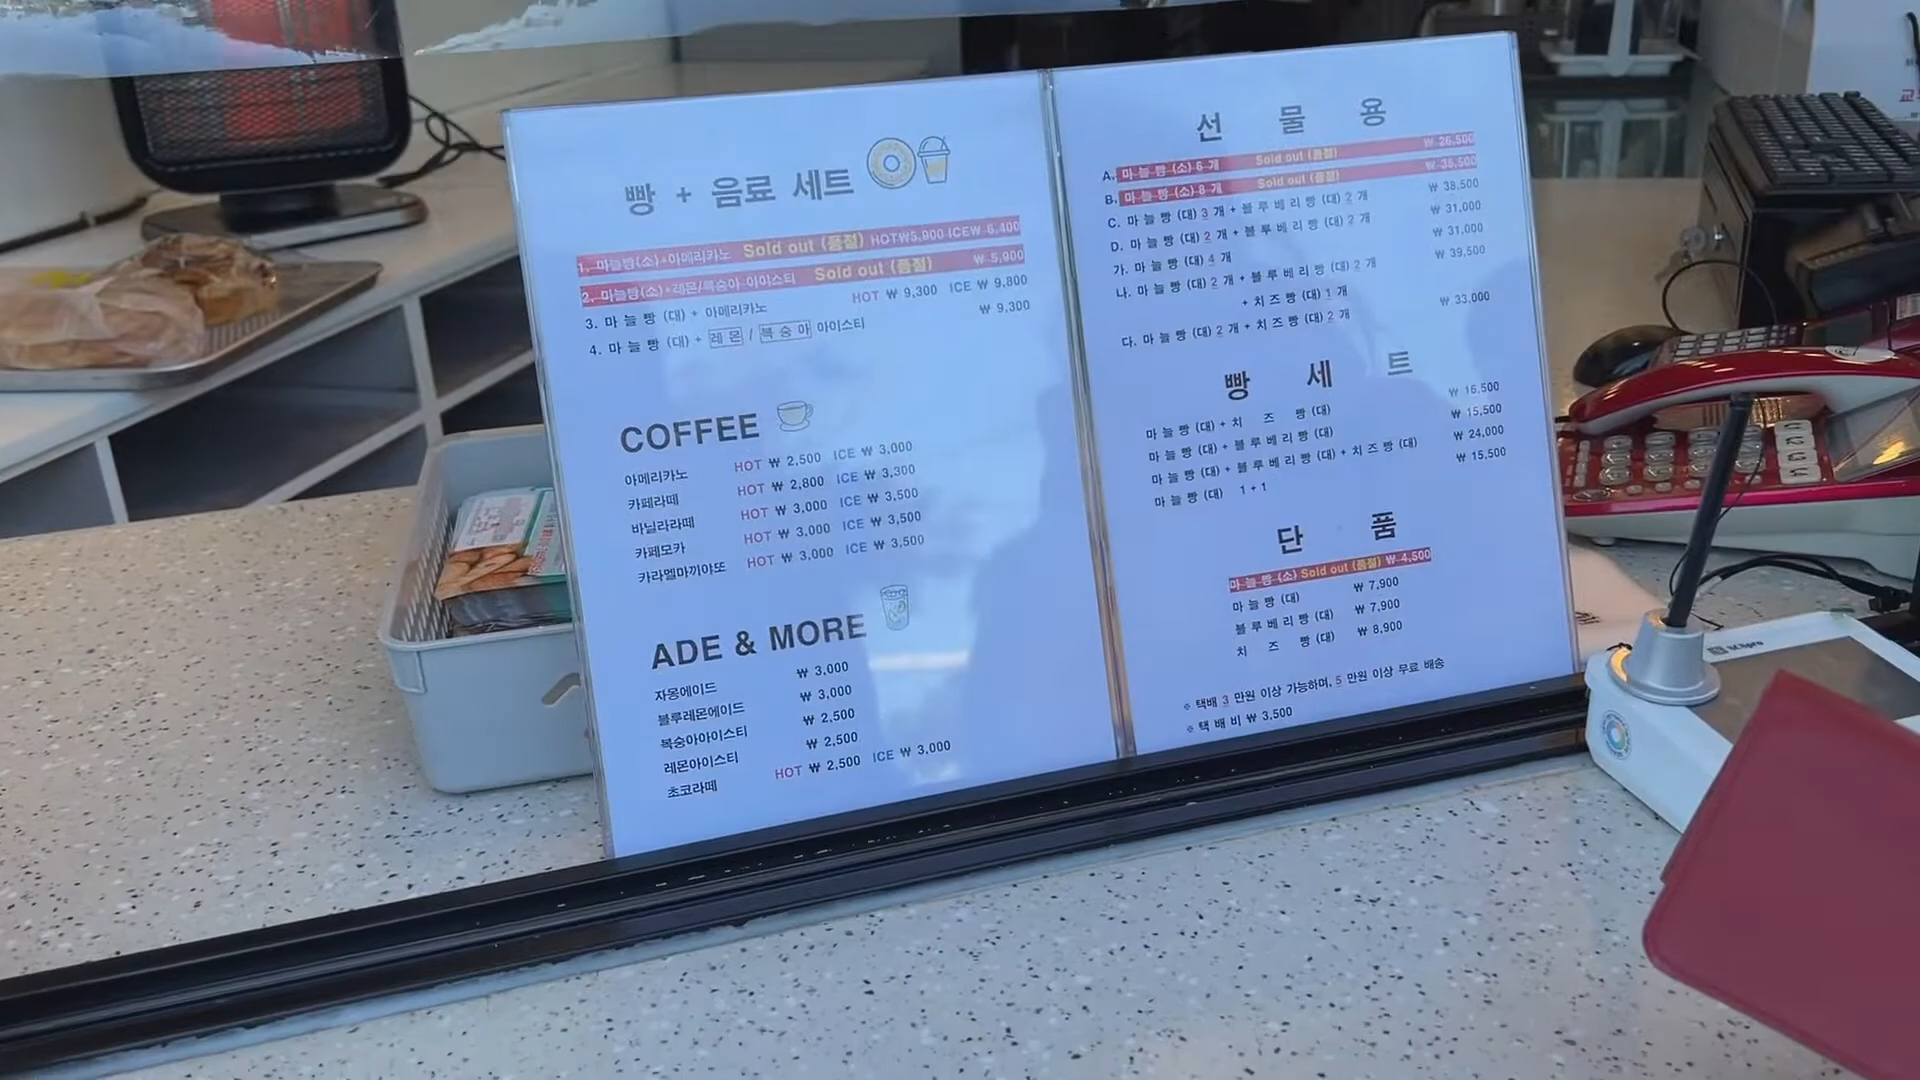 빵 + 음료 세트
1. 마늘빵(소)+아메리카노 Sold out (품절) HOT₩5,900 ICE₩ 6,400
2. 마늘빵(소)+레몬/복숭아 아이스티 Sold out (품절) ₩ 5,900
3. 마늘빵 (대) + 아메리카노 HOT ₩ 9,300 ICE ₩ 9,800
4. 마늘빵 (대) + 레몬 / 복숭아 아이스티 ₩ 9,300
COFFEE
아메리카노 HOT ₩ 2,500 ICE ₩ 3,000
카페라떼 HOT ₩ 2,800 ICE ₩ 3,300
바닐라라떼 HOT ₩ 3,000 ICE ₩ 3,500
카페모카 HOT ₩ 3,000 ICE ₩ 3,500
카라멜마끼야또 HOT ₩ 3,000 ICE ₩ 3,500
ADE & MORE
자몽에이드 ₩ 3,000
블루레몬에이드 ₩ 3,000
복숭아아이스티 ₩ 2,500
레몬아이스티 ₩ 2,500
초코라떼 HOT ₩ 2,500 ICE ₩ 3,000
선 물 용
A. 마늘빵 (소) 6 개 Sold out (품절) ₩ 26,500
B. 마늘빵 (소) 8 개 Sold out (품절) ₩ 35,500
C. 마늘빵 (대) 3 개 + 블루베리빵 (대) 2 개 ₩ 38,500
D. 마늘빵 (대) 2 개 + 블루베리빵 (대) 2 개 ₩ 31,000
가. 마늘빵 (대) 4 개 ₩ 31,000
나. 마늘빵 (대) 2 개 + 블루베리빵 (대) 2 개 ₩ 39,500
+ 치즈빵 (대) 1 개
다. 마늘빵 (대) 2 개 + 치즈빵 (대) 2 개 ₩ 33,000
빵 세 트
마늘빵 (대) + 치 즈 빵 (대) ₩ 16,500
마늘빵 (대) + 블루베리빵 (대) ₩ 15,500
마늘빵 (대) + 블루베리빵 (대) + 치즈빵 (대) ₩ 24,000
마늘빵 (대) 1 + 1 ₩ 15,500
단 품
마늘빵 (소) Sold out (품절) ₩ 4,500
마늘빵 (대) ₩ 7,900
블루베리빵 (대) ₩ 7,900
치 즈 빵 (대) ₩ 8,900
※ 택배 3 만원 이상 가능하며, 5 만원 이상 무료 배송
※ 택배비 ₩ 3,500